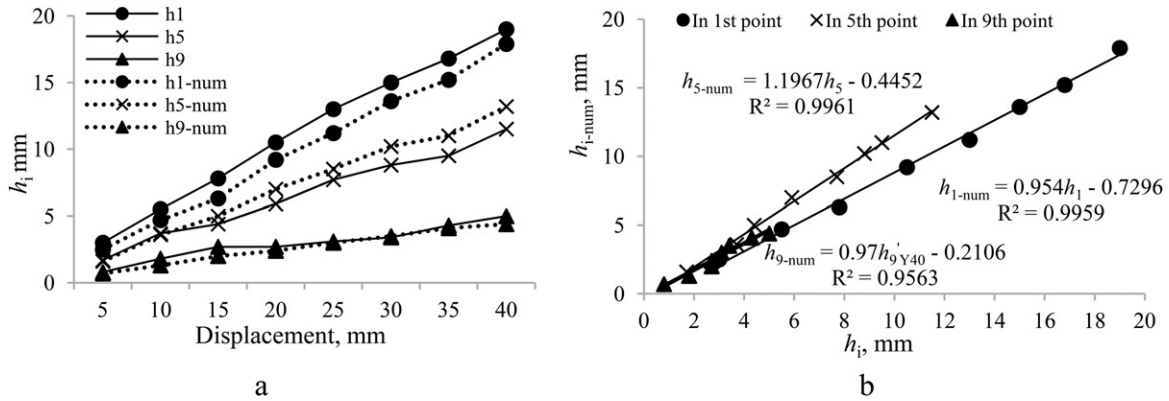 h1
h5
h9
h1-num
h5-num
h9-num
20
15
10
5
0
hi mm
5 10 15 20 25 30 35 40
Displacement, mm
a
In 1st point In 5th point In 9th point
h5-num = 1.1967h5 - 0.4452
R² = 0.9961
h1-num = 0.954h1 - 0.7296
R² = 0.9959
h9-num = 0.97h'9 Y40 - 0.2106
R² = 0.9563
20
15
10
5
0
hi-num, mm
0 2 4 6 8 10 12 14 16 18 20
hi, mm
b